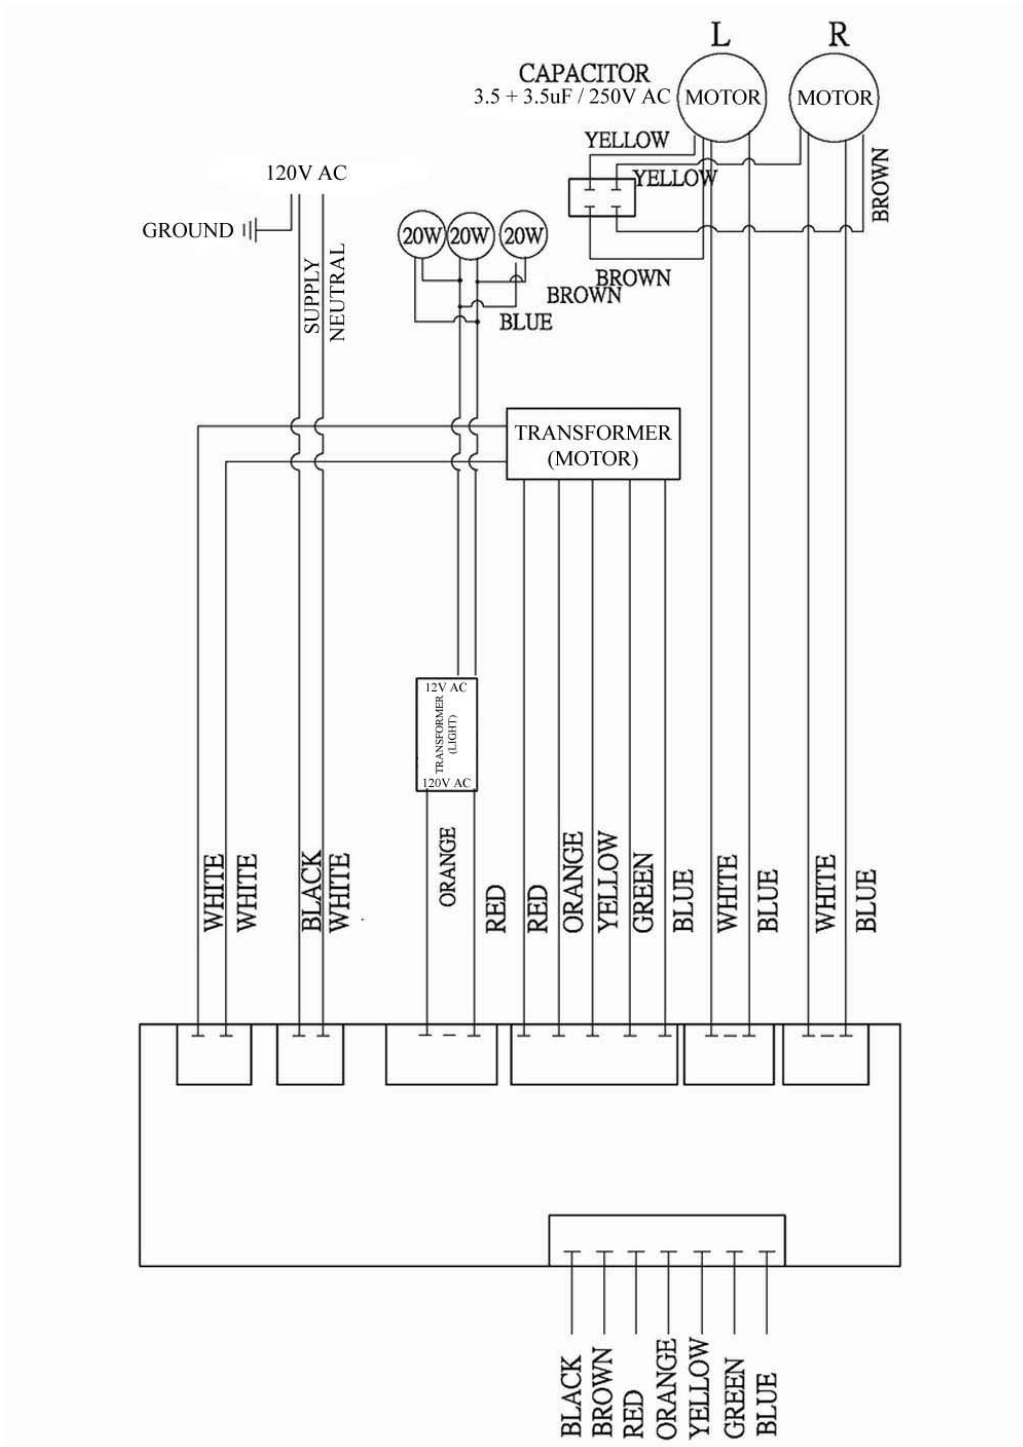 L
R
CAPACITOR
3.5 + 3.5uF / 250V AC
MOTOR
MOTOR
YELLOW
YELLOW
BROWN
120V AC
GROUND
SUPPLY
NEUTRAL
20W
20W
20W
BROWN
BROWN
BLUE
TRANSFORMER
(MOTOR)
12V AC
TRANSFORMER
(LIGHT)
120V AC
WHITE
WHITE
BLACK
WHITE
ORANGE
RED
RED
ORANGE
YELLOW
GREEN
BLUE
WHITE
BLUE
WHITE
BLUE
BLACK
BROWN
RED
ORANGE
YELLOW
GREEN
BLUE